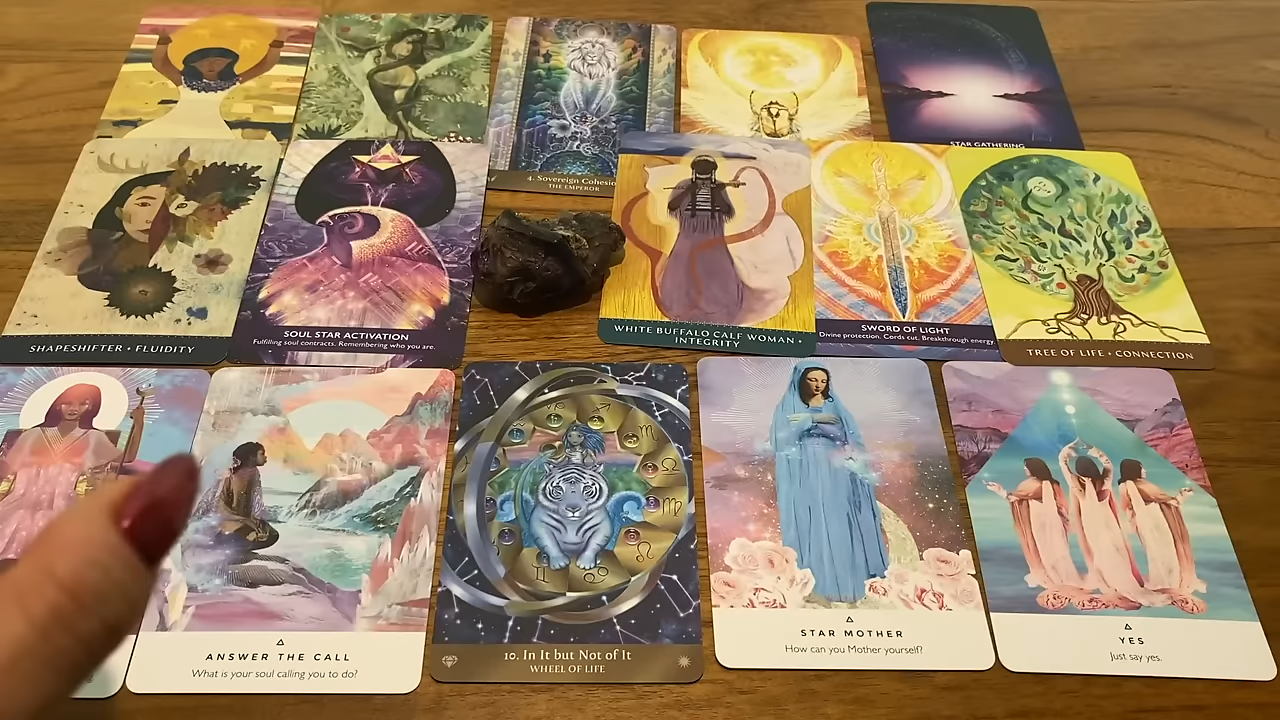 STAR GATHERING
4. Sovereign Cohesio
THE EMPEROR
SHAPESHIFTER • FLUIDITY
SOUL STAR ACTIVATION
Fulfilling soul contracts. Remembering who you are.
WHITE BUFFALO CALF WOMAN •
INTEGRITY
SWORD OF LIGHT
Divine protection. Cords cut. Breakthrough energy
TREE OF LIFE • CONNECTION
ANSWER THE CALL
What is your soul calling you to do?
10. In It but Not of It
WHEEL OF LIFE
STAR MOTHER
How can you Mother yourself?
YES
Just say yes.